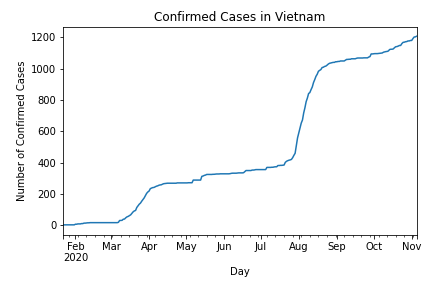 Confirmed Cases in Vietnam
1200
1000
800
600
400
200
0
Number of Confirmed Cases
Feb Mar Apr May Jun Jul Aug Sep Oct Nov
2020
Day